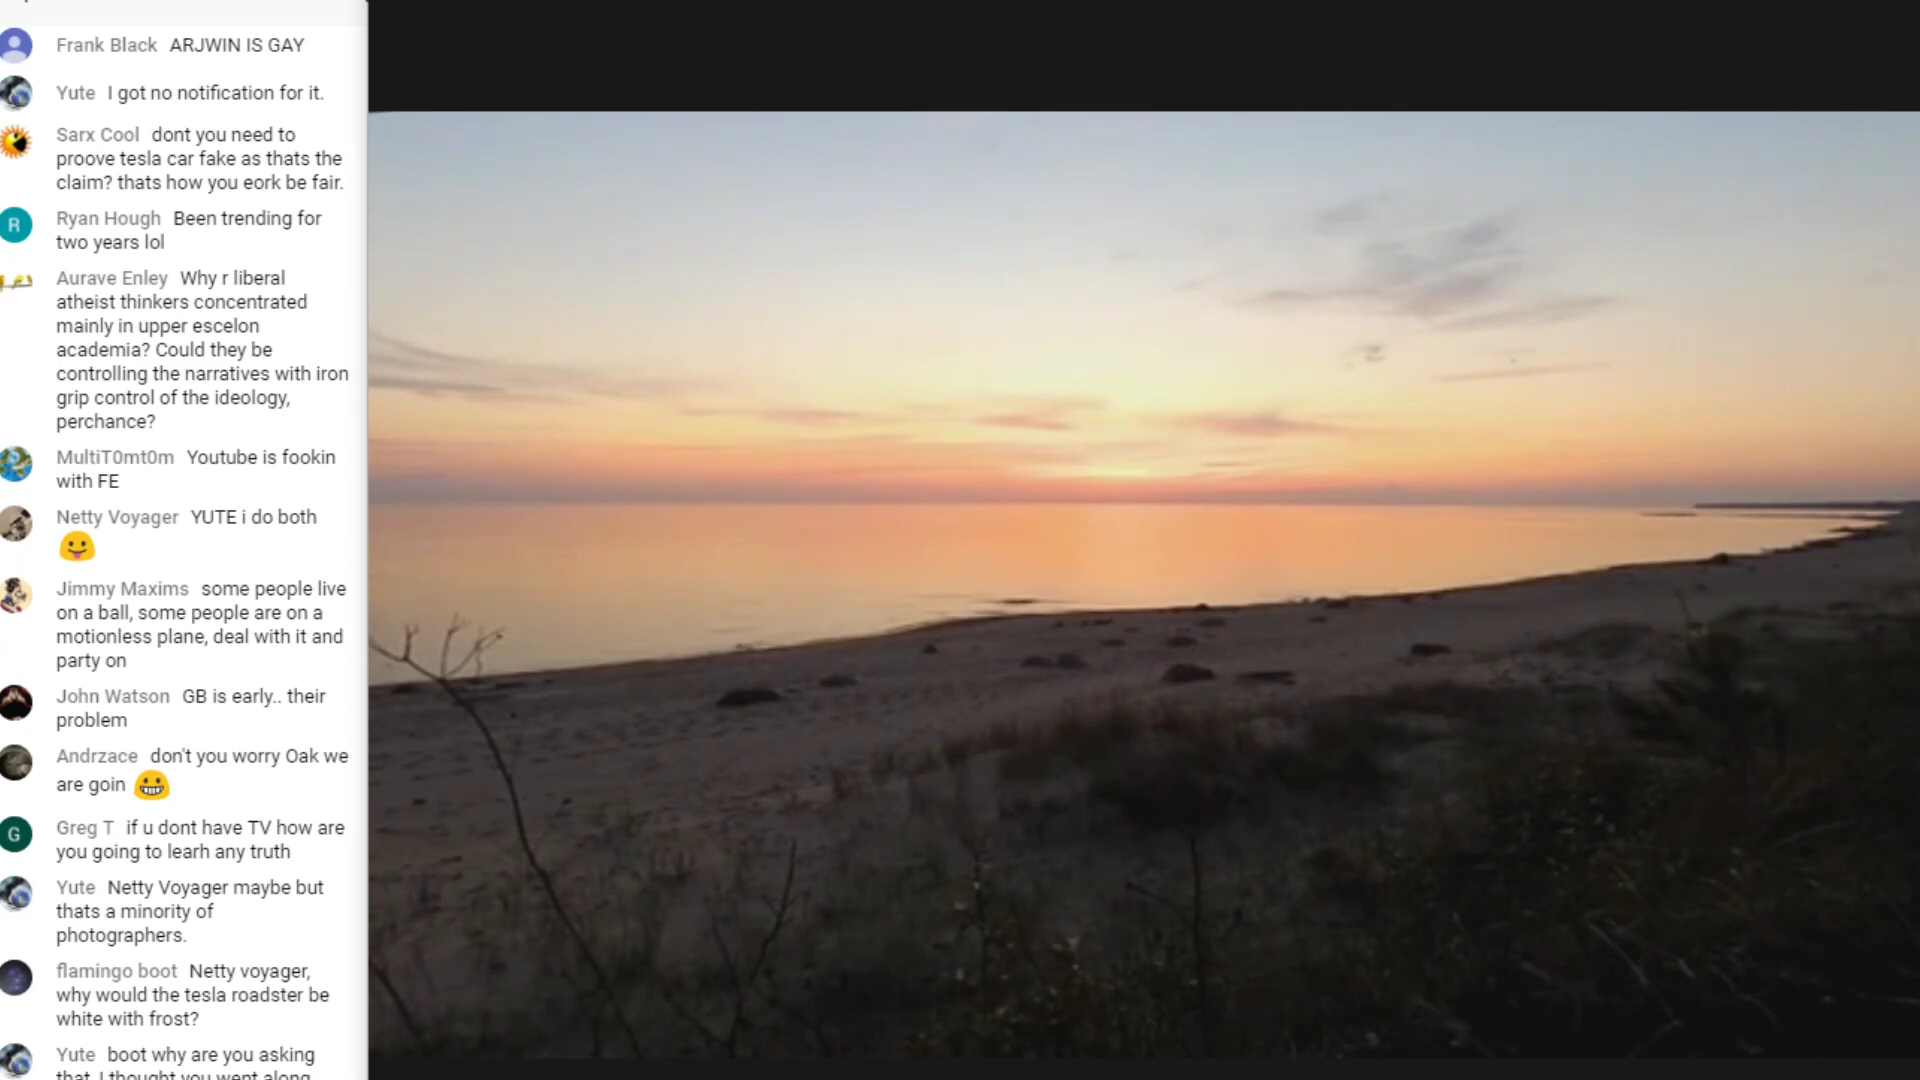 Frank Black ARJWIN IS GAY
Yute I got no notification for it.
Sarx Cool dont you need to
proove tesla car fake as thats the
claim? thats how you eork be fair.
R
Ryan Hough Been trending for
two years lol
Aurave Enley Why r liberal
atheist thinkers concentrated
mainly in upper escelon
academia? Could they be
controlling the narratives with iron
grip control of the ideology,
perchance?
MultiT0mt0m Youtube is fookin
with FE
Netty Voyager YUTE i do both
😛
Jimmy Maxims some people live
on a ball, some people are on a
motionless plane, deal with it and
party on
John Watson GB is early.. their
problem
Andrzace don't you worry Oak we
are goin 😀
G
Greg T if u dont have TV how are
you going to learh any truth
Yute Netty Voyager maybe but
thats a minority of
photographers.
flamingo boot Netty voyager,
why would the tesla roadster be
white with frost?
Yute boot why are you asking
that, I thought you went along